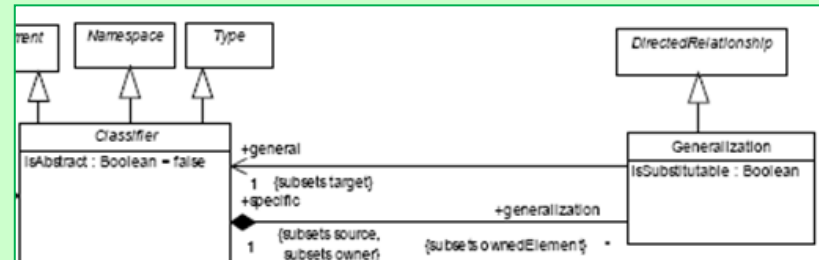 ment
Namespace
Type
DirectedRelationship
Classifier
IsAbstract : Boolean = false
Generalization
IsSubstitutable : Boolean
+general
1 {subsets target}
+specific
+generalization
1 {subsets source,
subsets owner}
{subsets ownedElement} *